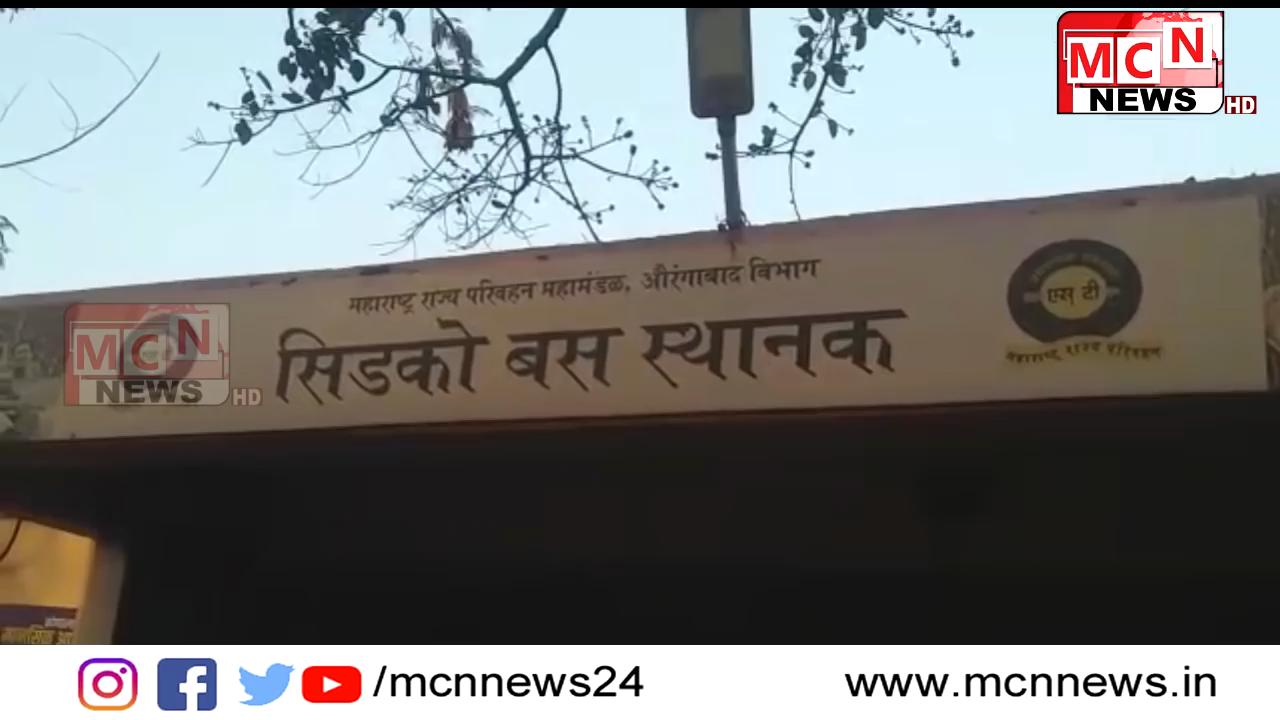 MCN
NEWS HD
महाराष्ट्र राज्य परिवहन महामंडळ, औरंगाबाद विभाग
सिडको बस स्थानक
एस टी
महाराष्ट्र राज्य परिवहन
MCN
NEWS HD
/mcnnews24
www.mcnnews.in